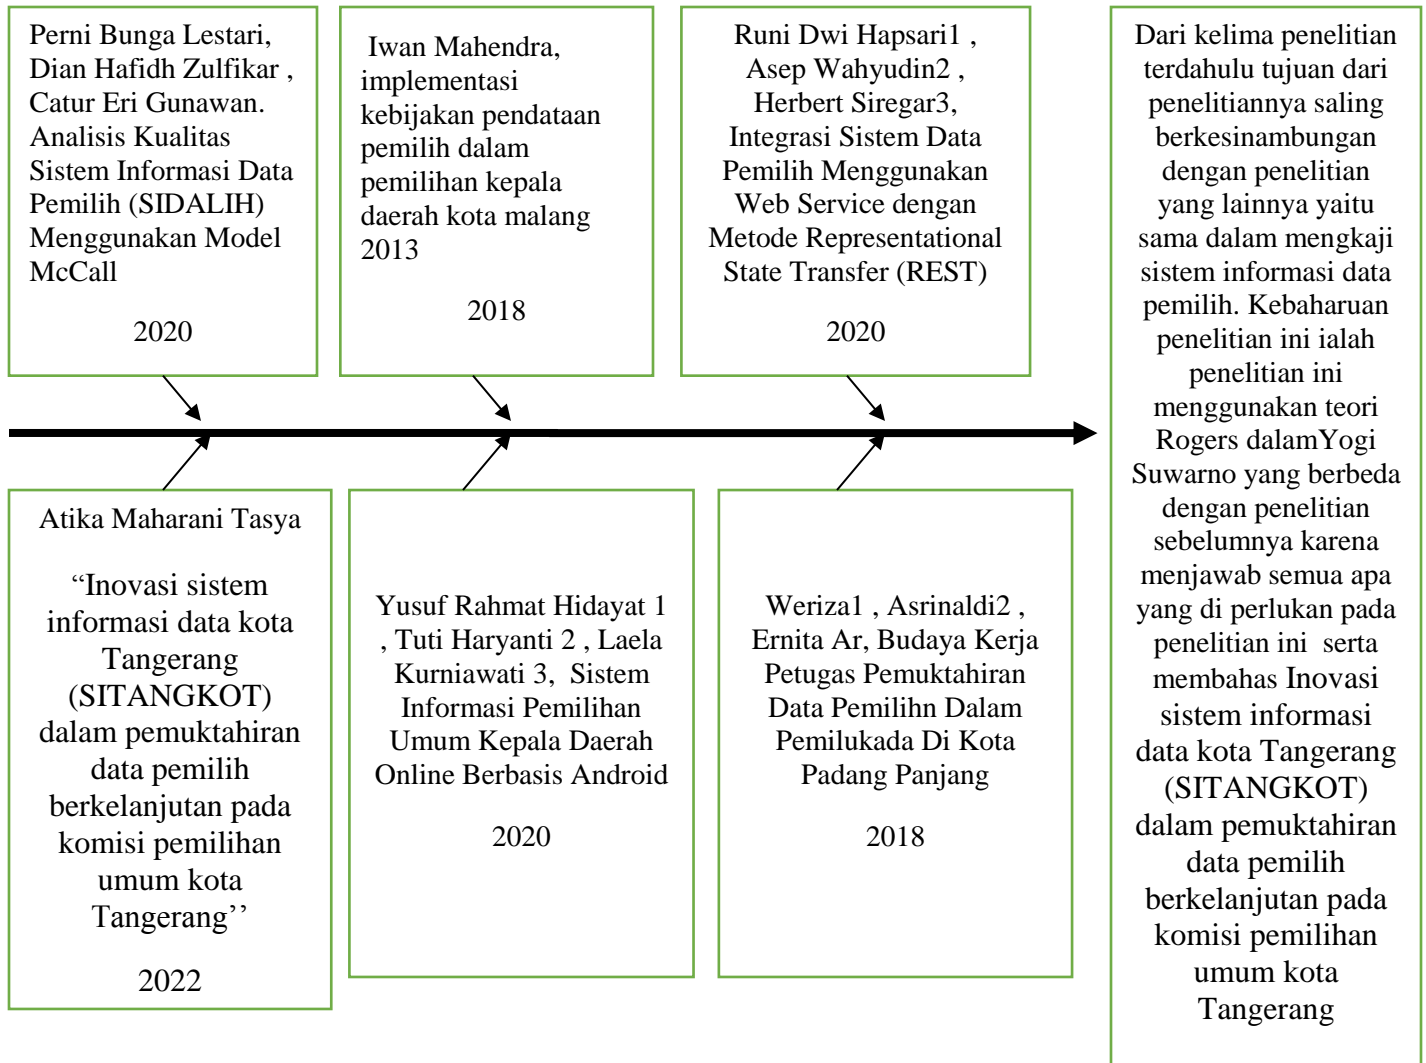 Perni Bunga Lestari,
Dian Hafidh Zulfikar ,
Catur Eri Gunawan.
Analisis Kualitas
Sistem Informasi Data
Pemilih (SIDALIH)
Menggunakan Model
McCall
2020
Iwan Mahendra,
implementasi
kebijakan pendataan
pemilih dalam
pemilihan kepala
daerah kota malang
2013
2018
Runi Dwi Hapsari1 ,
Asep Wahyudin2 ,
Herbert Siregar3,
Integrasi Sistem Data
Pemilih Menggunakan
Web Service dengan
Metode Representational
State Transfer (REST)
2020
Atika Maharani Tasya
“Inovasi sistem
informasi data kota
Tangerang
(SITANGKOT)
dalam pemuktahiran
data pemilih
berkelanjutan pada
komisi pemilihan
umum kota
Tangerang’’
2022
Yusuf Rahmat Hidayat 1
, Tuti Haryanti 2 , Laela
Kurniawati 3, Sistem
Informasi Pemilihan
Umum Kepala Daerah
Online Berbasis Android
2020
Weriza1 , Asrinaldi2 ,
Ernita Ar, Budaya Kerja
Petugas Pemuktahiran
Data Pemilihn Dalam
Pemilukada Di Kota
Padang Panjang
2018
Dari kelima penelitian
terdahulu tujuan dari
penelitiannya saling
berkesinambungan
dengan penelitian
yang lainnya yaitu
sama dalam mengkaji
sistem informasi data
pemilih. Kebaharuan
penelitian ini ialah
penelitian ini
menggunakan teori
Rogers dalamYogi
Suwarno yang berbeda
dengan penelitian
sebelumnya karena
menjawab semua apa
yang di perlukan pada
penelitian ini serta
membahas Inovasi
sistem informasi
data kota Tangerang
(SITANGKOT)
dalam pemuktahiran
data pemilih
berkelanjutan pada
komisi pemilihan
umum kota
Tangerang